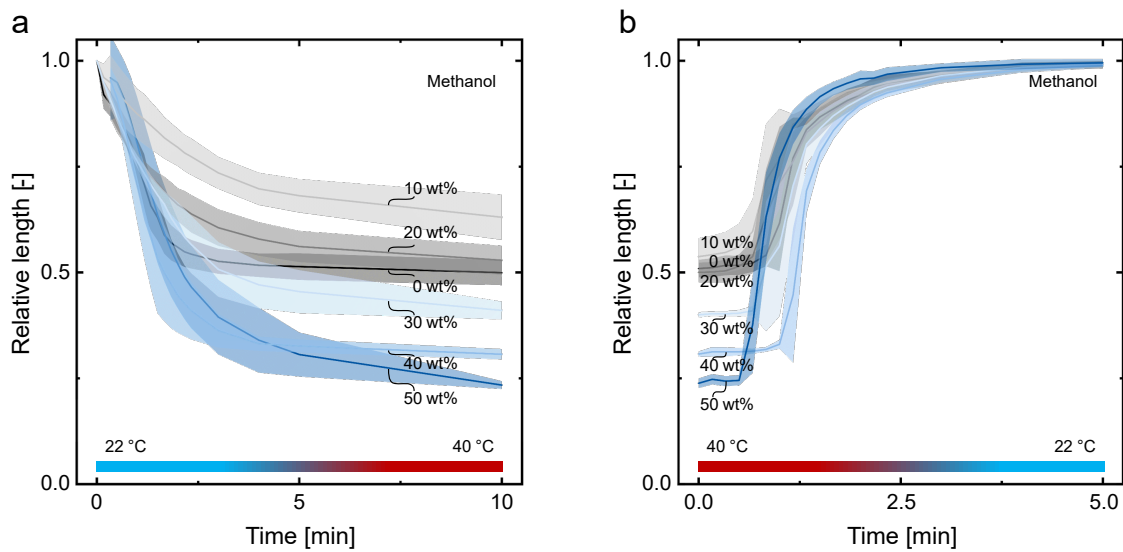 a
Relative length [-]
1.0
0.5
0.0
Methanol
10 wt%
20 wt%
0 wt%
30 wt%
40 wt%
50 wt%
22 °C
40 °C
0
5
10
Time [min]
b
Relative length [-]
1.0
0.5
0.0
Methanol
10 wt%
0 wt%
20 wt%
30 wt%
40 wt%
50 wt%
40 °C
22 °C
0.0
2.5
5.0
Time [min]